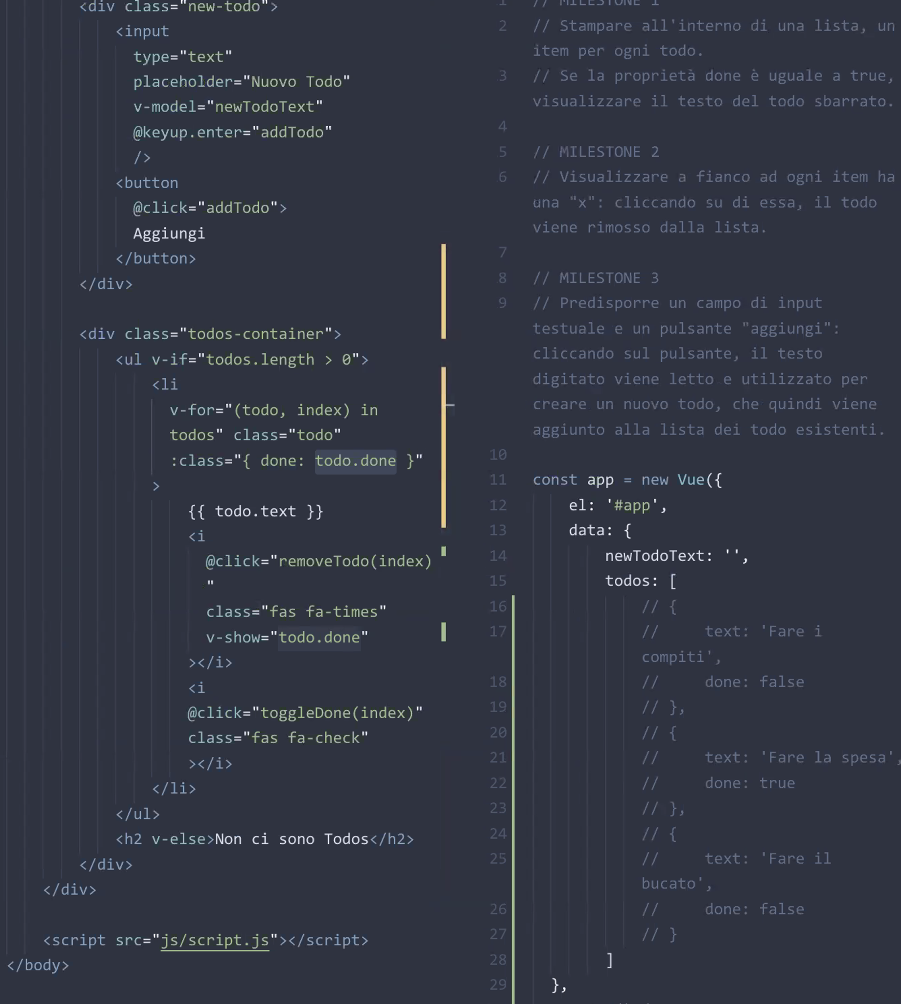 <div class="new-todo">
<input
type="text"
placeholder="Nuovo Todo"
v-model="newTodoText"
@keyup.enter="addTodo"
/>
<button
@click="addTodo">
Aggiungi
</button>
</div>
<div class="todos-container">
<ul v-if="todos.length > 0">
<li
v-for="(todo, index) in
todos" class="todo"
:class="{ done: todo.done }"
>
{{ todo.text }}
<i
@click="removeTodo(index)
"
class="fas fa-times"
v-show="todo.done"
></i>
<i
@click="toggleDone(index)"
class="fas fa-check"
></i>
</li>
</ul>
<h2 v-else>Non ci sono Todos</h2>
</div>
</div>
<script src="js/script.js"></script>
</body>
1 // MILESTONE 1
2 // Stampare all'interno di una lista, un
item per ogni todo.
3 // Se la proprietà done è uguale a true,
visualizzare il testo del todo sbarrato.
4
5 // MILESTONE 2
6 // Visualizzare a fianco ad ogni item ha
una "x": cliccando su di essa, il todo
viene rimosso dalla lista.
7
8 // MILESTONE 3
9 // Predisporre un campo di input
testuale e un pulsante "aggiungi":
cliccando sul pulsante, il testo
digitato viene letto e utilizzato per
creare un nuovo todo, che quindi viene
aggiunto alla lista dei todo esistenti.
10
11 const app = new Vue({
12 el: '#app',
13 data: {
14 newTodoText: '',
15 todos: [
16 // {
17 // text: 'Fare i
compiti',
18 // done: false
19 // },
20 // {
21 // text: 'Fare la spesa',
22 // done: true
23 // },
24 // {
25 // text: 'Fare il
bucato',
26 // done: false
27 // }
28 ]
29 },